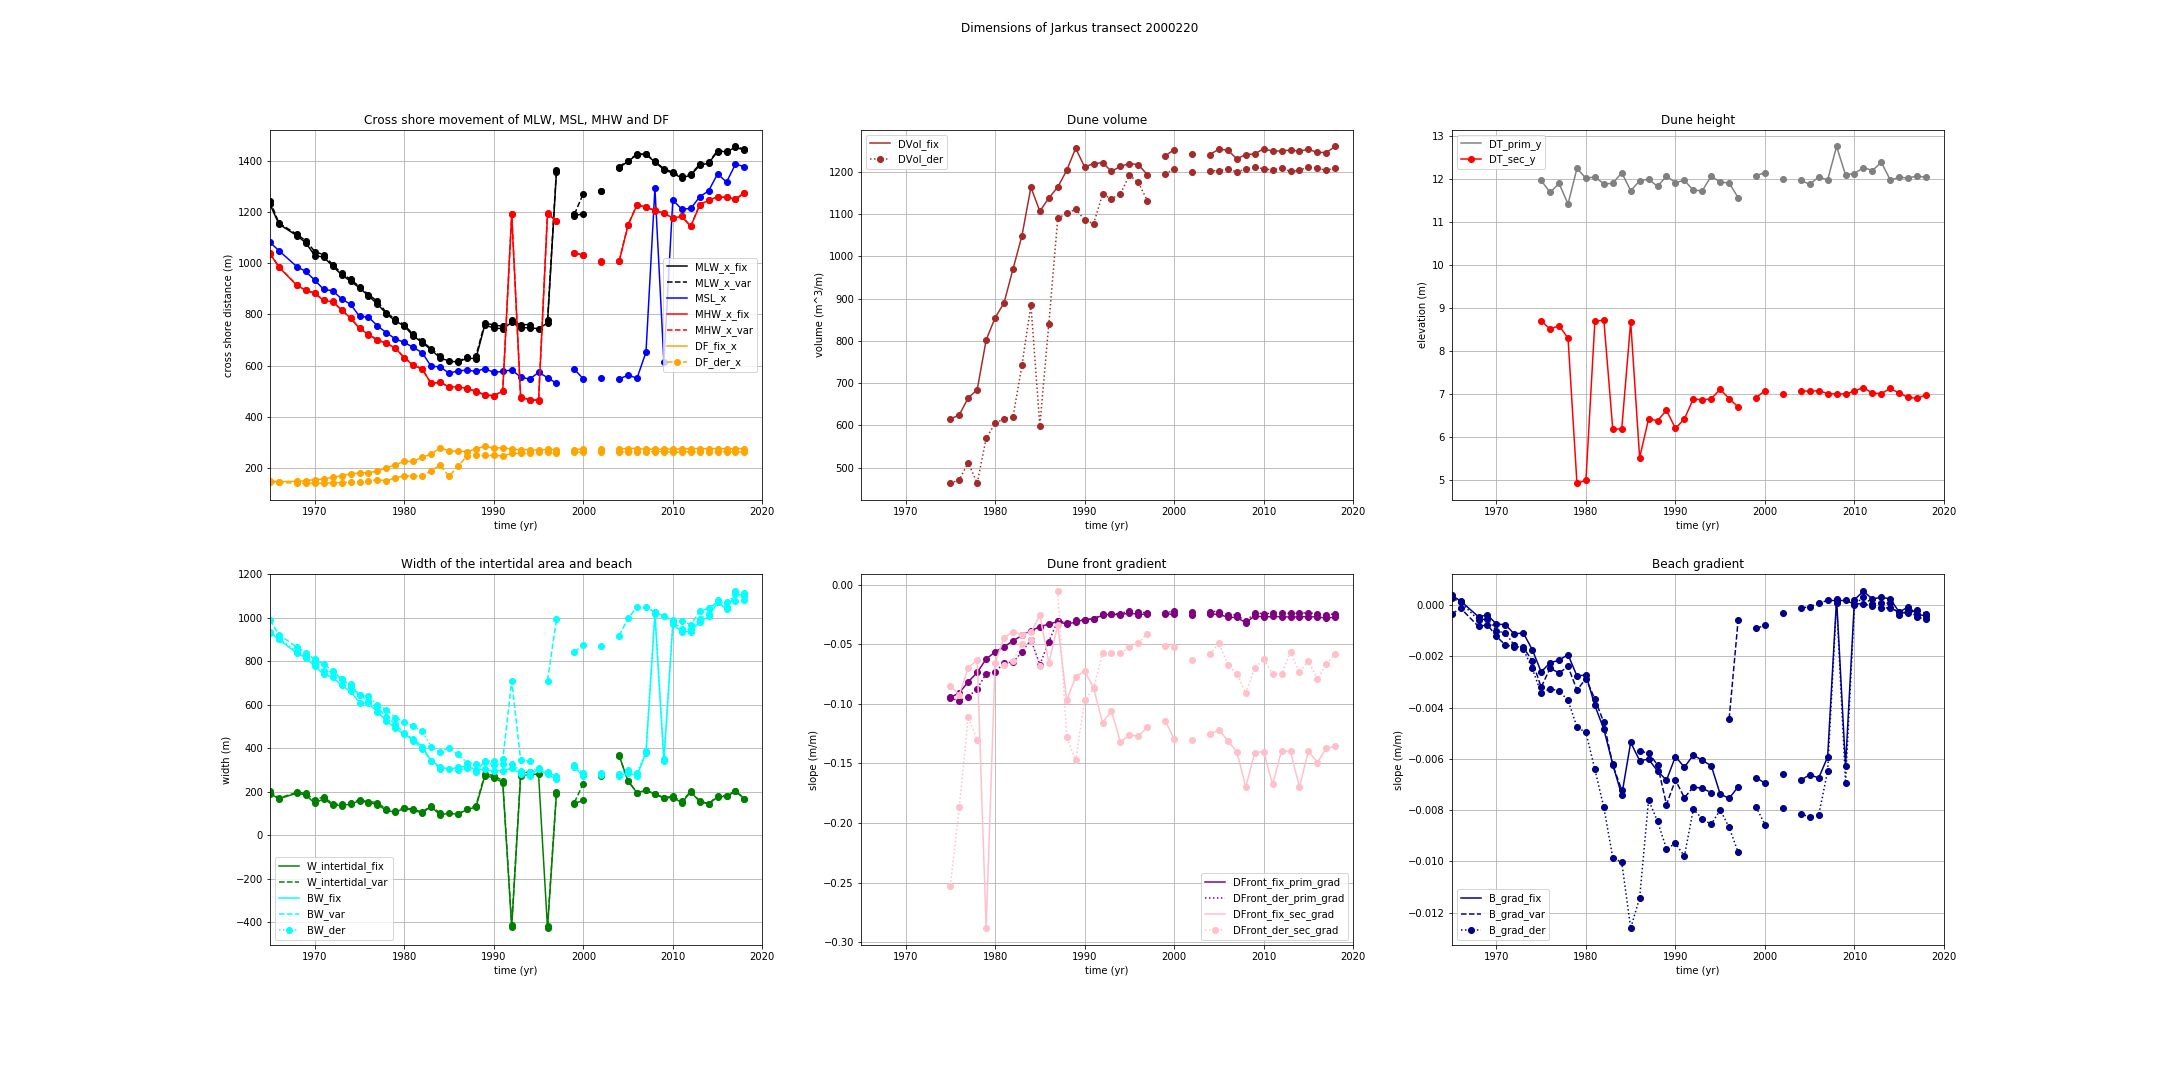 Dimensions of Jarkus transect 2000220
Cross shore movement of MLW, MSL, MHW and DF
cross shore distance (m)
1400
1200
1000
800
600
400
200
MLW_x_fix
MLW_x_var
MSL_x
MHW_x_fix
MHW_x_var
DF_fix_x
DF_der_x
1970 1980 1990 2000 2010 2020
time (yr)
Dune volume
volume (m^3/m)
1200
1100
1000
900
800
700
600
500
DVol_fix
DVol_der
1970 1980 1990 2000 2010 2020
time (yr)
Dune height
elevation (m)
13
12
11
10
9
8
7
6
5
DT_prim_y
DT_sec_y
1970 1980 1990 2000 2010 2020
time (yr)
Width of the intertidal area and beach
width (m)
1200
1000
800
600
400
200
0
−200
−400
W_intertidal_fix
W_intertidal_var
BW_fix
BW_var
BW_der
1970 1980 1990 2000 2010 2020
time (yr)
Dune front gradient
slope (m/m)
0.00
−0.05
−0.10
−0.15
−0.20
−0.25
−0.30
DFront_fix_prim_grad
DFront_der_prim_grad
DFront_fix_sec_grad
DFront_der_sec_grad
1970 1980 1990 2000 2010 2020
time (yr)
Beach gradient
slope (m/m)
0.000
−0.002
−0.004
−0.006
−0.008
−0.010
−0.012
B_grad_fix
B_grad_var
B_grad_der
1970 1980 1990 2000 2010 2020
time (yr)